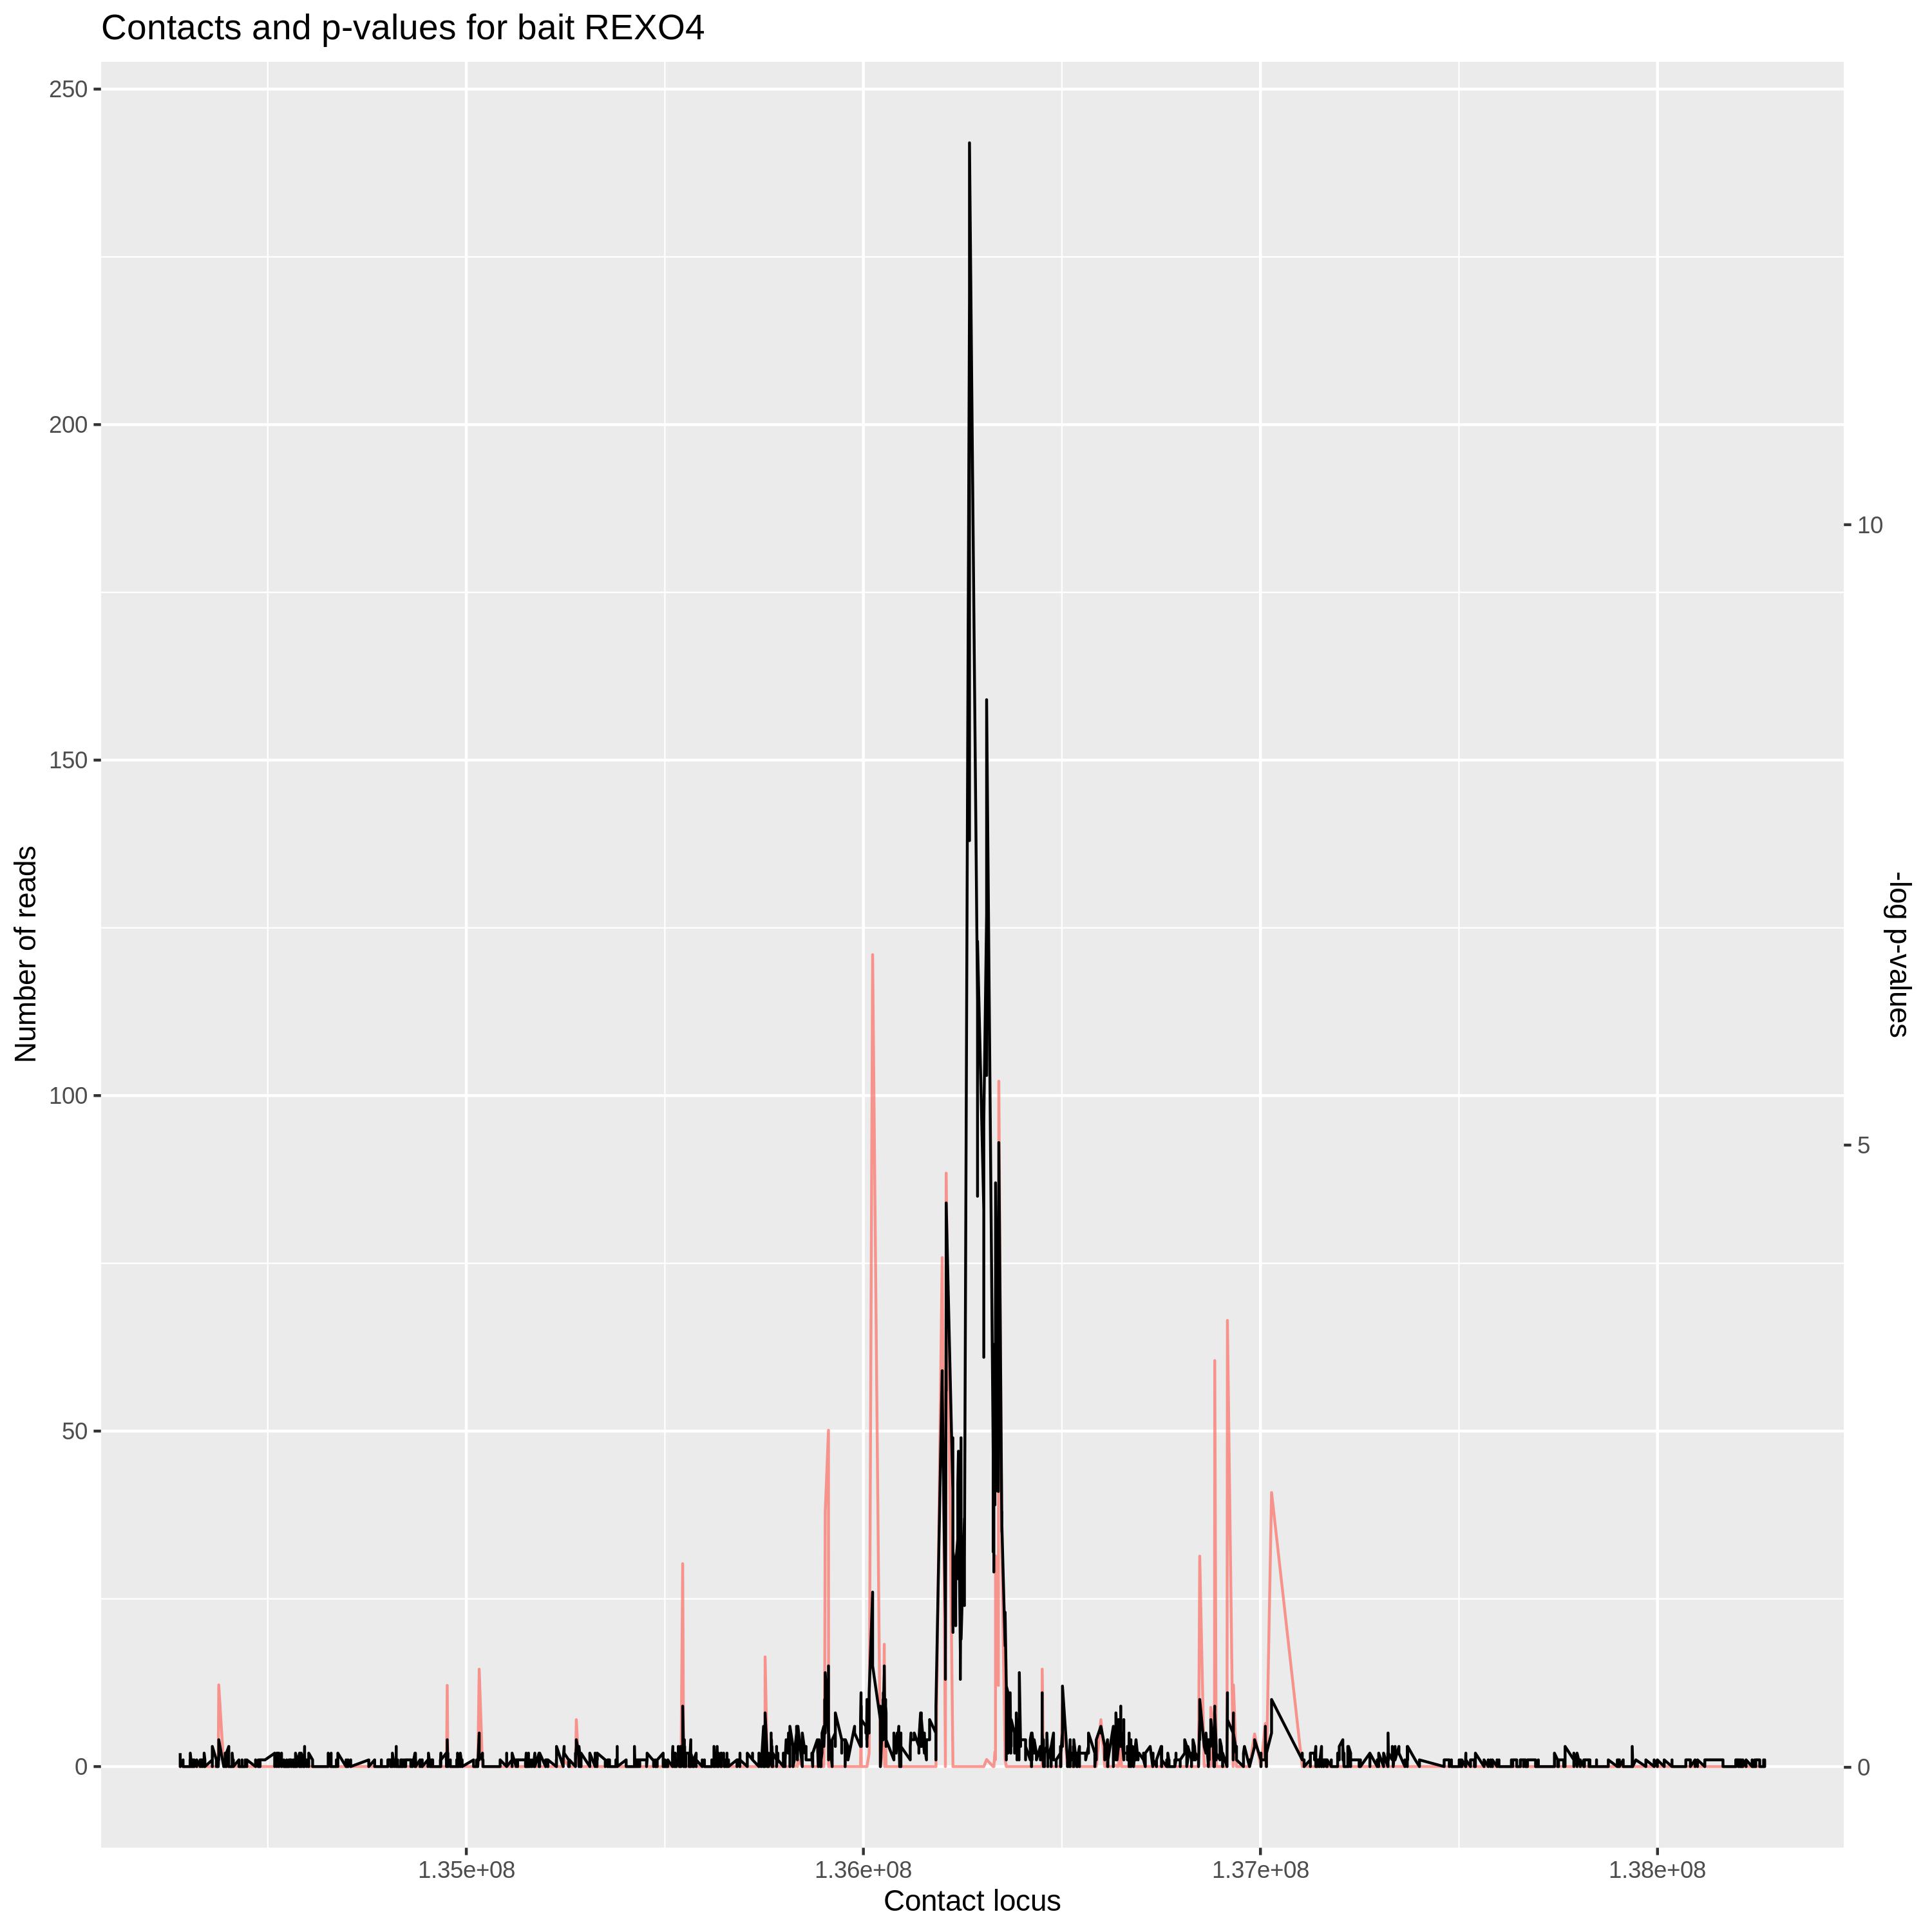 Contacts and p-values for bait REXO4
250
200
150
100
50
0
Number of reads
10
5
0
-log p-values
1.35e+08
1.36e+08
1.37e+08
1.38e+08
Contact locus